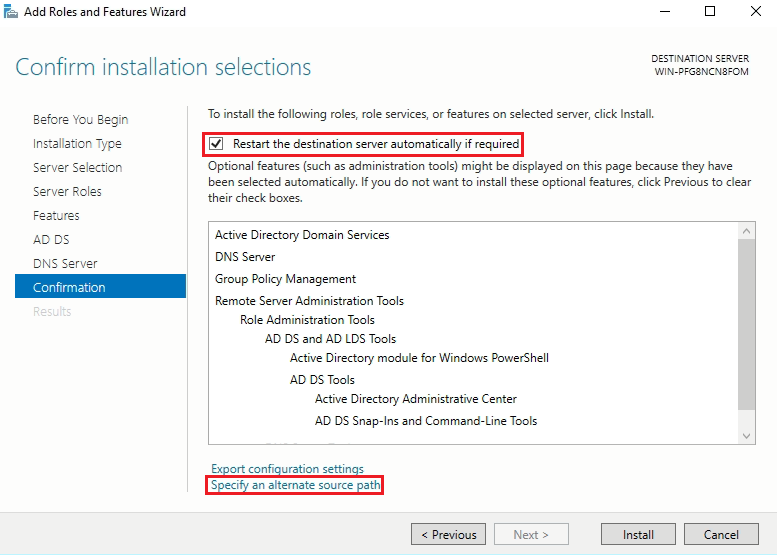 Add Roles and Features Wizard
Confirm installation selections
DESTINATION SERVER
WIN-PFG8NCN8FOM
Before You Begin
Installation Type
Server Selection
Server Roles
Features
AD DS
DNS Server
Confirmation
Results
To install the following roles, role services, or features on selected server, click Install.
Restart the destination server automatically if required
Optional features (such as administration tools) might be displayed on this page because they have
been selected automatically. If you do not want to install these optional features, click Previous to clear
their check boxes.
Active Directory Domain Services
DNS Server
Group Policy Management
Remote Server Administration Tools
Role Administration Tools
AD DS and AD LDS Tools
Active Directory module for Windows PowerShell
AD DS Tools
Active Directory Administrative Center
AD DS Snap-Ins and Command-Line Tools
Export configuration settings
Specify an alternate source path
< Previous
Next >
Install
Cancel